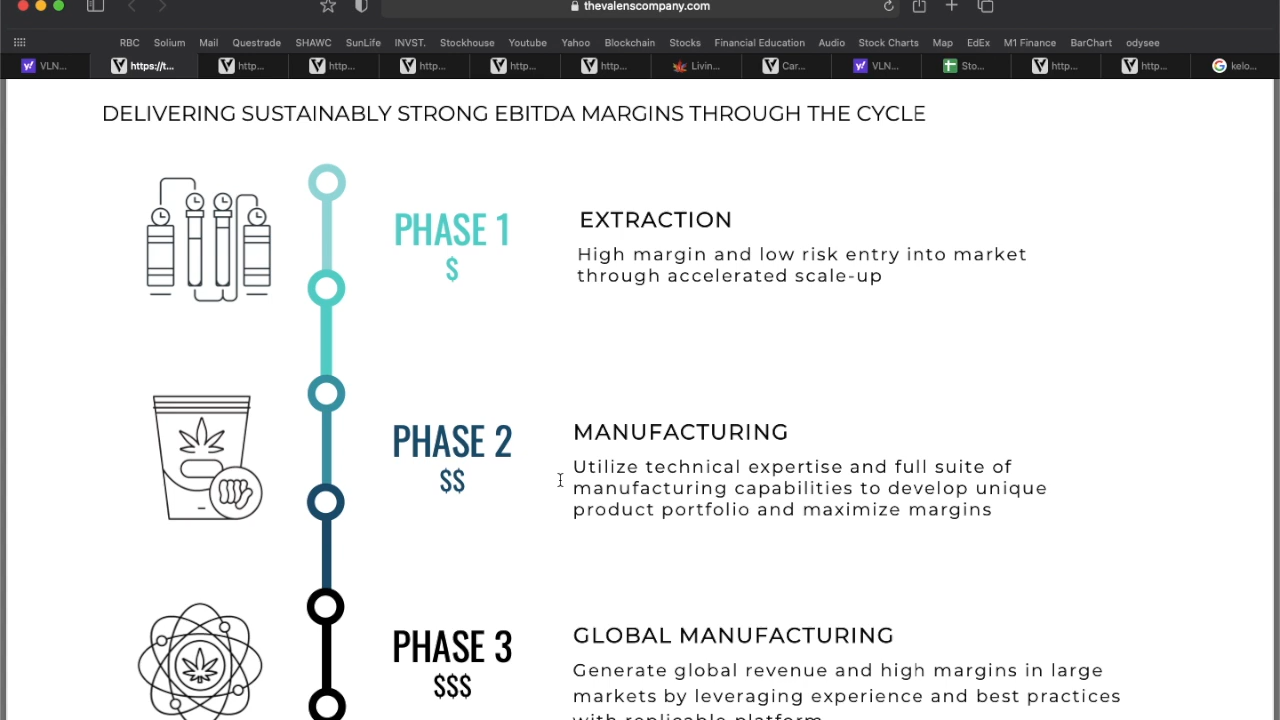 thevalenscompany.com
RBC Solium Mail Questrade SHAWC SunLife INVST. Stockhouse Youtube Yahoo Blockchain Stocks Financial Education Audio Stock Charts Map EdEx M1 Finance BarChart odysee
VLN... https://t... http... http... http... http... http... Livin... Car... VLN... Sto... http... http... kelo...
DELIVERING SUSTAINABLY STRONG EBITDA MARGINS THROUGH THE CYCLE
PHASE 1
$
EXTRACTION
High margin and low risk entry into market
through accelerated scale-up
PHASE 2
$$
MANUFACTURING
Utilize technical expertise and full suite of
manufacturing capabilities to develop unique
product portfolio and maximize margins
PHASE 3
$$$
GLOBAL MANUFACTURING
Generate global revenue and high margins in large
markets by leveraging experience and best practices
with replicable platform